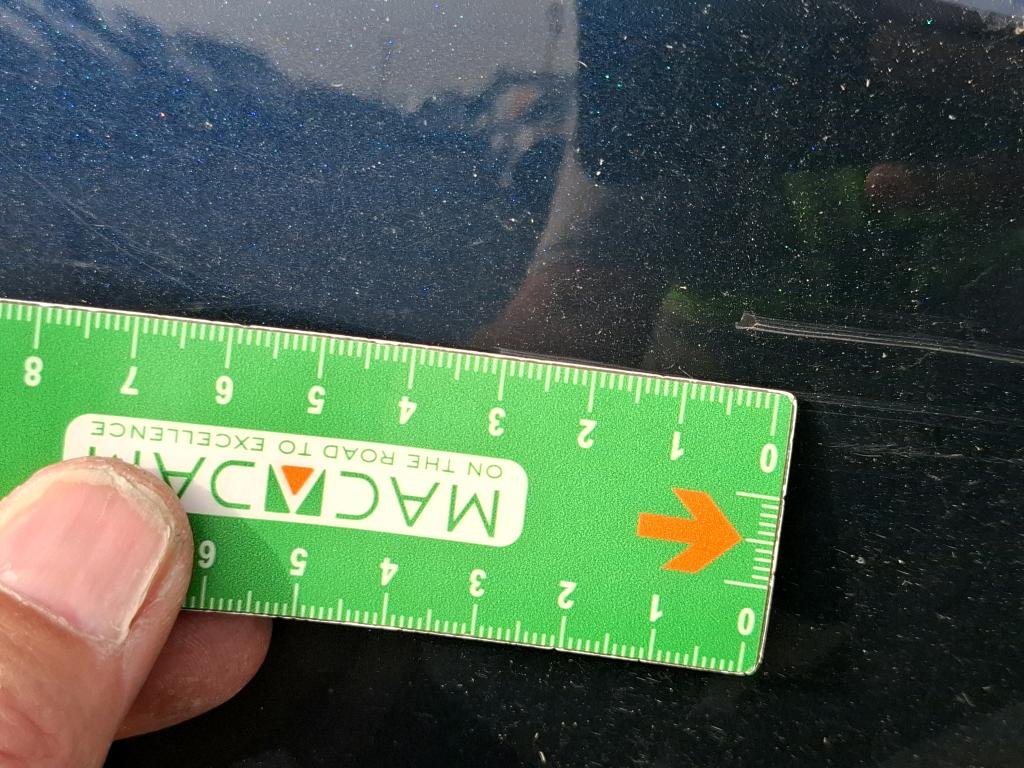 MACADAM
ON THE ROAD TO EXCELLENCE
0 1 2 3 4 5 6 7 8
0 1 2 3 4 5 6